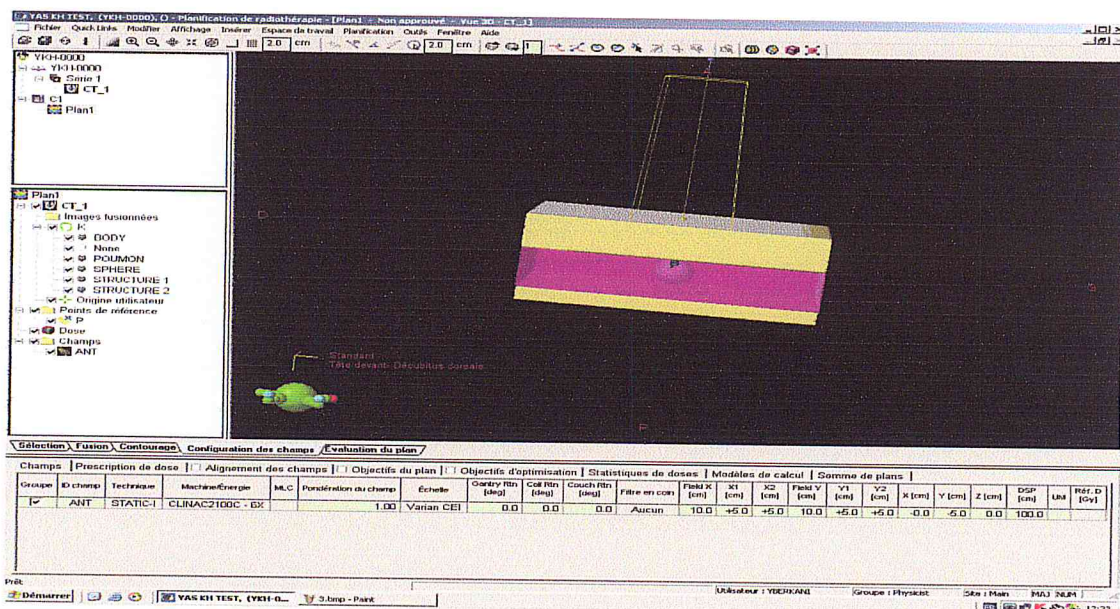 YAS KH TEST, (YKH-0000), () - Planification de radiothérapie - [Plan1 - Non approuvé - Vue 3D - CT_1]
Fichier Quick Links Modifier Affichage Insérer Espace de travail Planification Outils Fenêtre Aide
2.0 cm 2.0 cm 1
YKH-0000
YKH-0000
Série 1
CT_1
C1
Plan1
Plan1
CT_1
Images fusionnées
BODY
None
POUMON
SPHERE
STRUCTURE 1
STRUCTURE 2
Origine utilisateur
Points de référence
P
Dose
Champs
ANT
P
Standard
Tête devant- Décubitus dorsale
Sélection Fusion Contourage Configuration des champs Évaluation du plan
Champs Prescription de dose Alignement des champs Objectifs du plan Objectifs d'optimisation Statistiques de doses Modèles de calcul Somme de plans
Groupe ID champ Technique Machine/Énergie MLC Pondération du champ Échelle Gantry Rtn [deg] Coll Rtn [deg] Couch Rtn [deg] Filtre en coin Field X [cm] X1 [cm] X2 [cm] Field Y [cm] Y1 [cm] Y2 [cm] X [cm] Y [cm] Z [cm] DSP [cm] UM Réf. D [Gy]
ANT STATIC-I CLINAC2100C - 6X 1.00 Varian CEI 0.0 0.0 0.0 Aucun 10.0 +5.0 +5.0 10.0 +5.0 +5.0 -0.0 -5.0 0.0 100.0
Prêt
Utilisateur : YBERKANI Groupe : Physicist Site : Main MAJ NUM
Démarrer YAS KH TEST, (YKH-0... 3.bmp - Paint